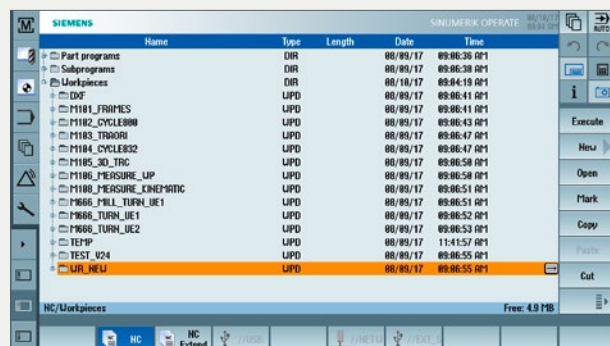 SIEMENS SINUMERIK OPERATE 08/10/17
AUTO
Name Type Length Date Time
Part programs DIR 08/09/17 09:06:36 AM
Subprograms DIR 08/09/17 09:06:38 AM
Workpieces DIR 08/10/17 09:04:19 AM
DXF WPD 08/09/17 09:06:41 AM
M101_FRAMES WPD 08/09/17 09:06:41 AM
M102_CYCLE800 WPD 08/09/17 09:06:43 AM
M103_TRAORI WPD 08/09/17 09:06:47 AM
M104_CYCLE832 WPD 08/09/17 09:06:47 AM
M105_3D_TRC WPD 08/09/17 09:06:50 AM
M106_MEASURE_WP WPD 08/09/17 09:06:50 AM
M108_MEASURE_KINEMATIC WPD 08/09/17 09:06:51 AM
M666_MILL_TURN_UE1 WPD 08/09/17 09:06:51 AM
M666_TURN_UE1 WPD 08/09/17 09:06:52 AM
M666_TURN_UE2 WPD 08/09/17 09:06:53 AM
TEMP WPD 08/09/17 11:41:57 AM
TEST_V24 WPD 08/09/17 09:06:55 AM
WR_NEW WPD 08/09/17 09:06:55 AM
HC/Workpieces Free: 4.9 MB
Execute
New
Open
Mark
Copy
Paste
Cut
NC
NC Extend
//USB
//NETW
//EXT_